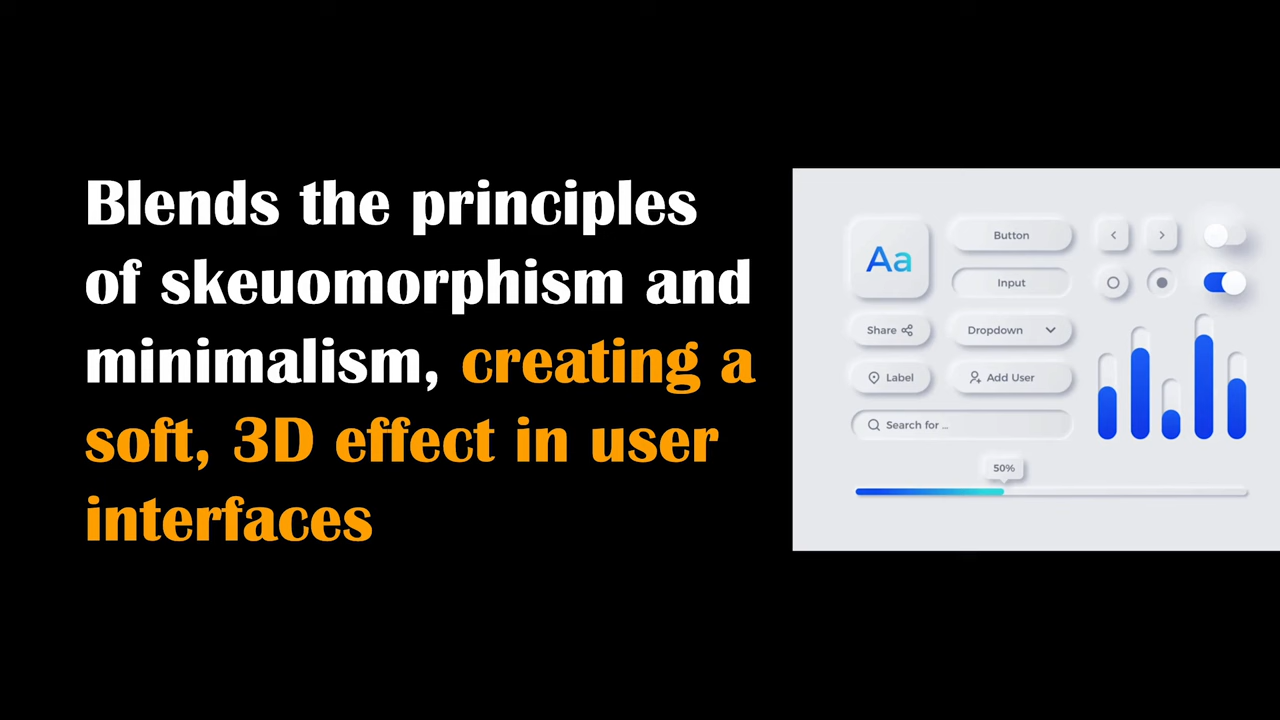 Blends the principles
of skeuomorphism and
minimalism, creating a
soft, 3D effect in user
interfaces
Aa
Button
Input
Share
Dropdown
Label
Add User
Search for ...
50%